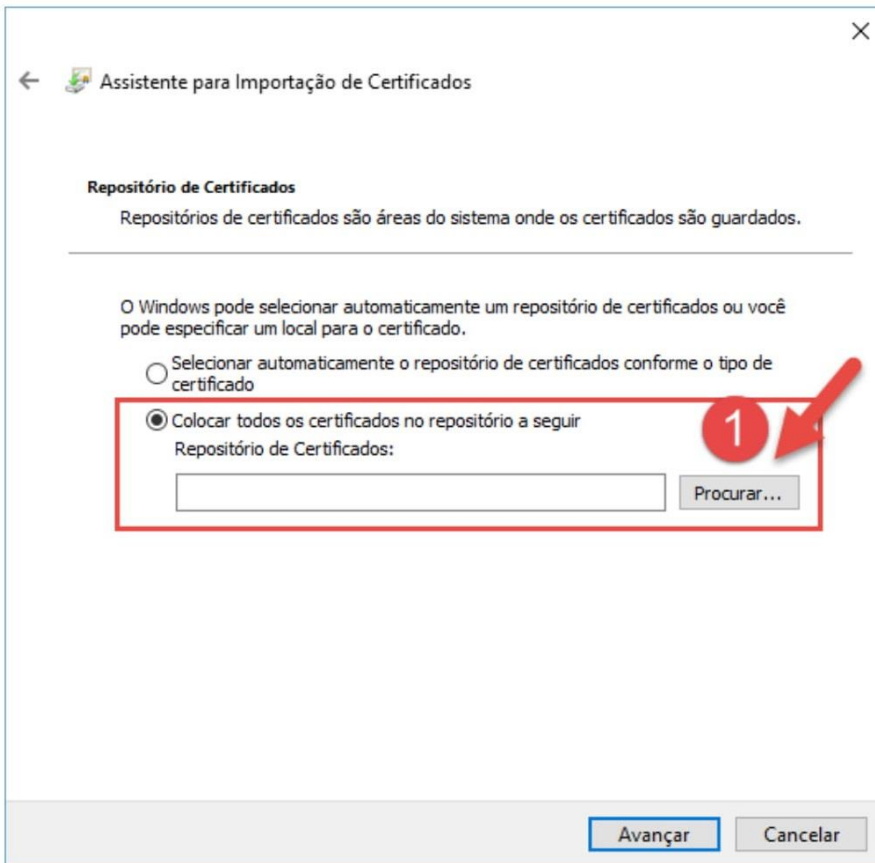 Assistente para Importação de Certificados
Repositório de Certificados
Repositórios de certificados são áreas do sistema onde os certificados são guardados.
O Windows pode selecionar automaticamente um repositório de certificados ou você
pode especificar um local para o certificado.
Selecionar automaticamente o repositório de certificados conforme o tipo de
certificado
Colocar todos os certificados no repositório a seguir
1
Repositório de Certificados:
Procurar...
Avançar
Cancelar